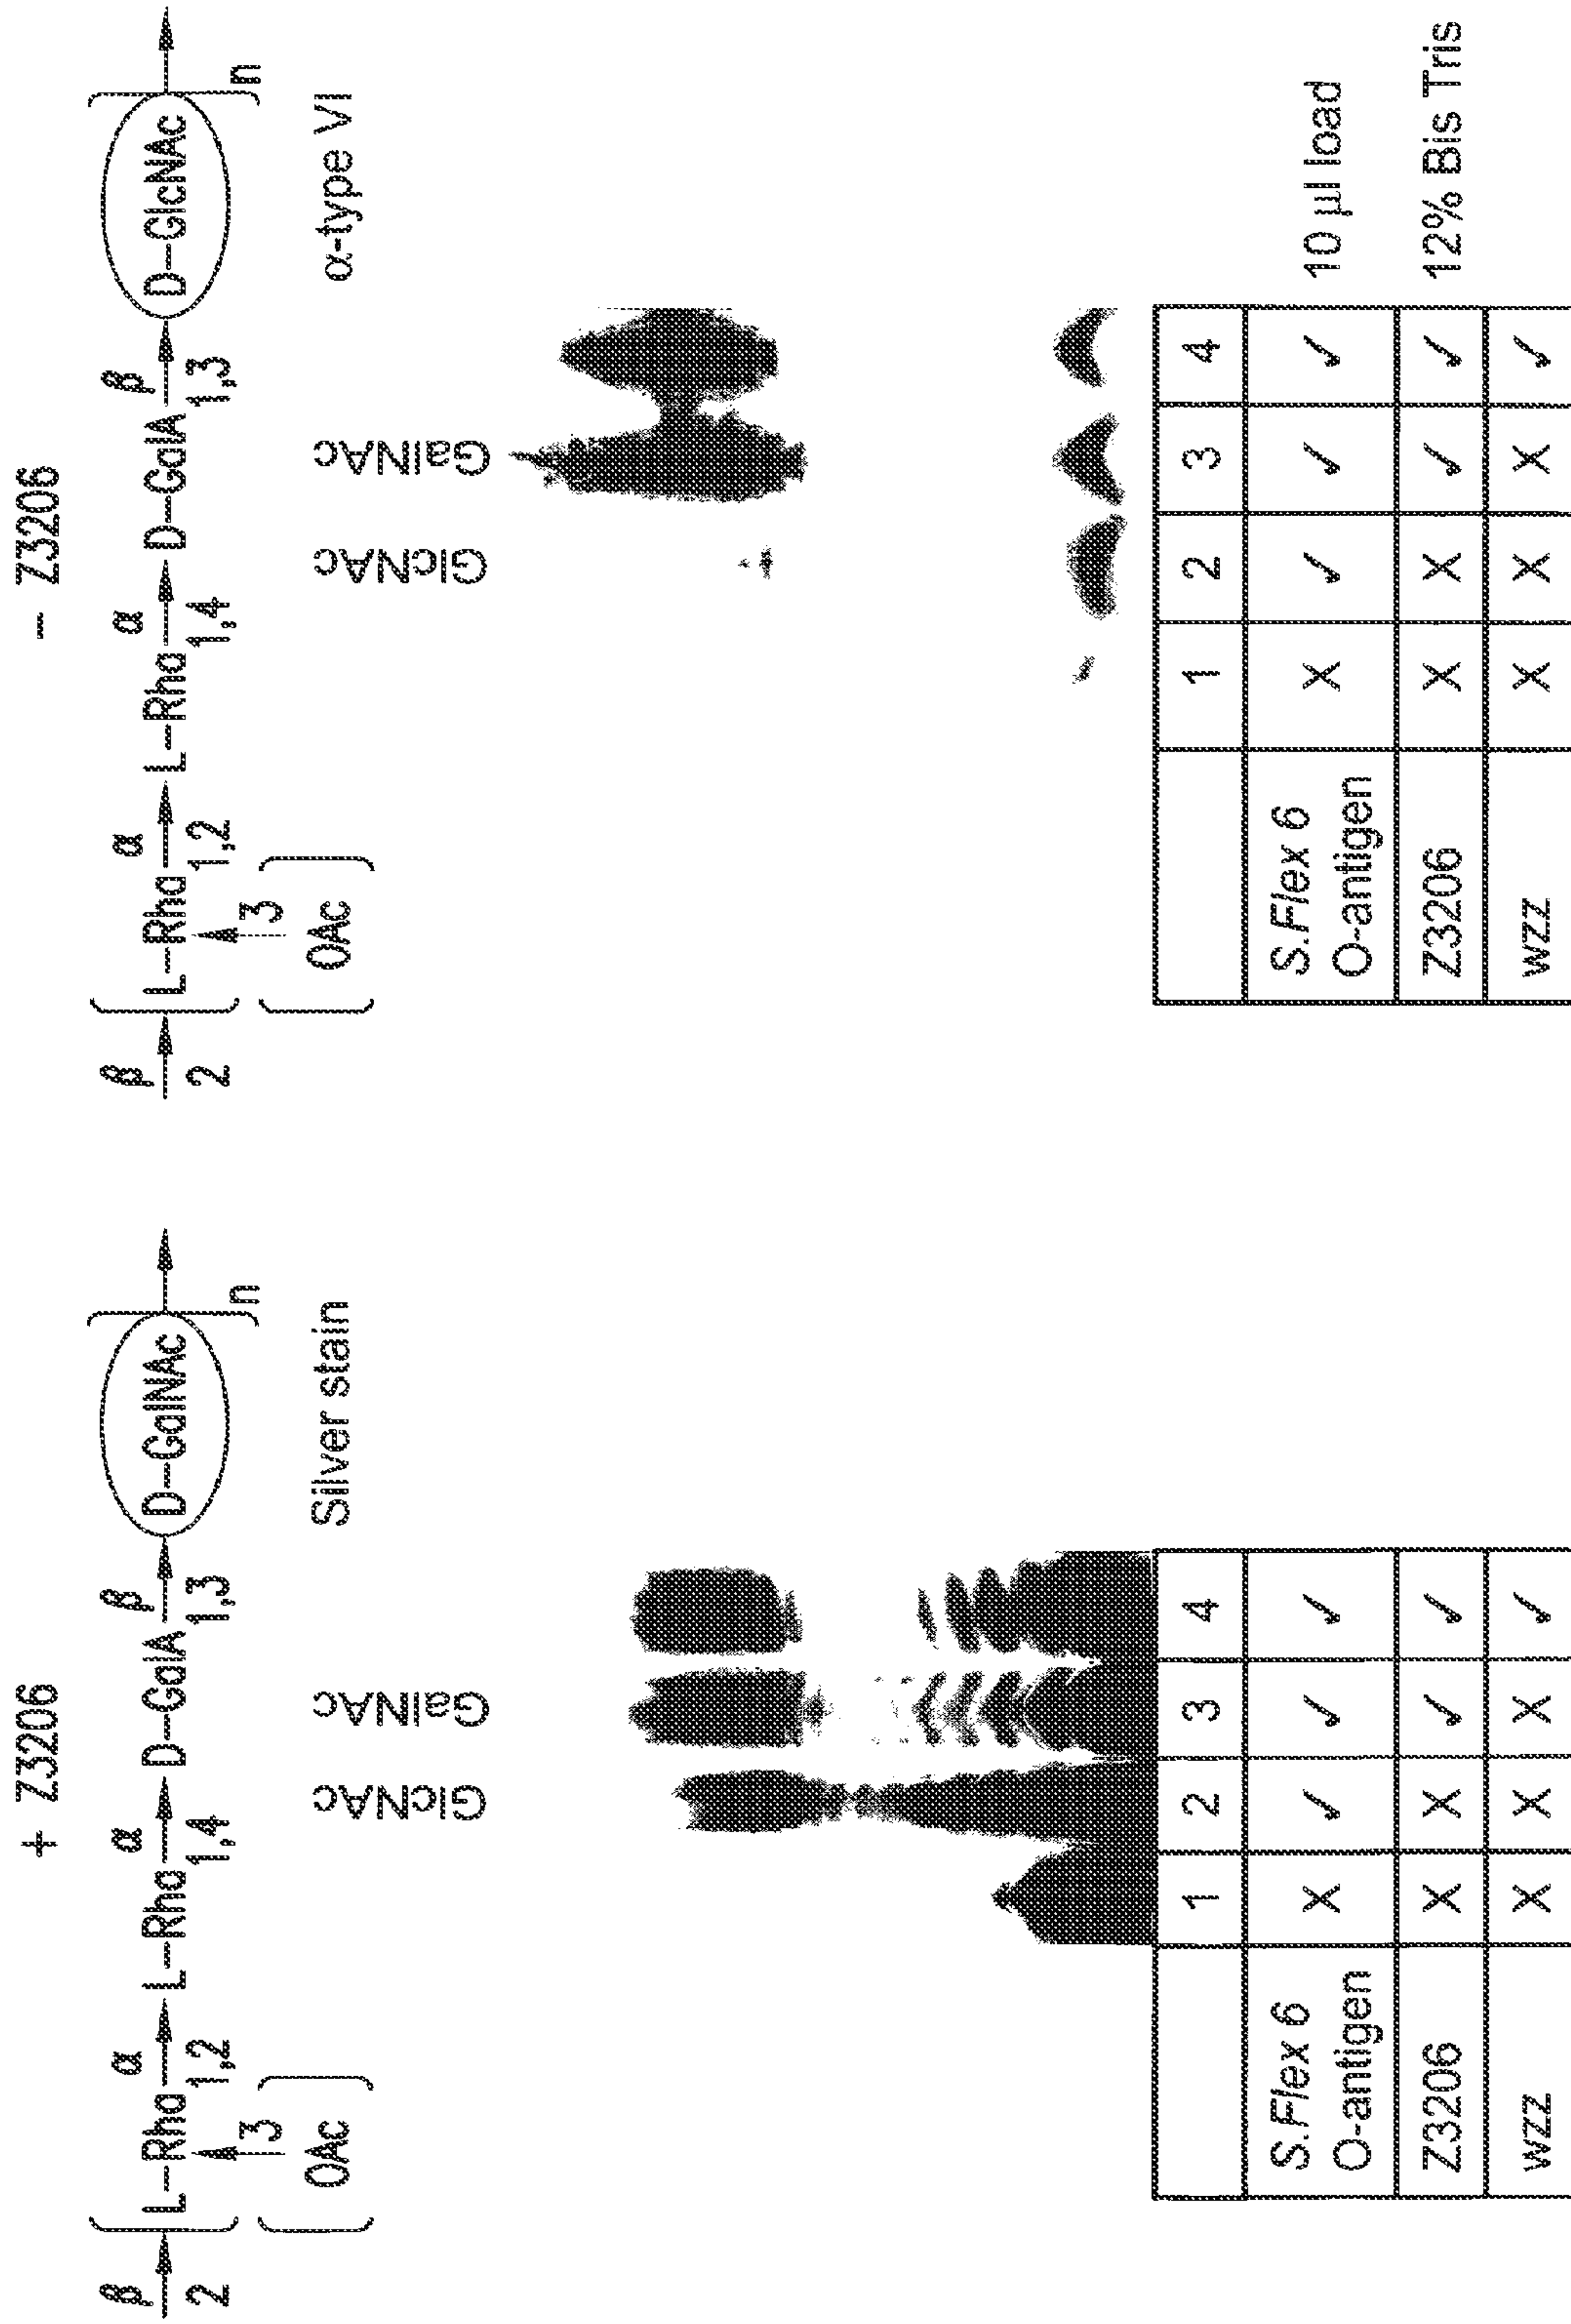 + Z3206
β 2 [ L-Rha α 1,2 L-Rha α 1,4 D-GalA β 1,3 D-GalNAc ] n
3
[ OAc ]
Silver stain
GlcNAc GalNAc
1 2 3 4
S.Flex 6 O-antigen X ✓ ✓ ✓
Z3206 X X ✓ ✓
wzz X X X ✓
− Z3206
β 2 [ L-Rha α 1,2 L-Rha α 1,4 D-GalA β 1,3 D-GlcNAc ] n
3
[ OAc ]
α-type VI
GlcNAc GalNAc
1 2 3 4
S.Flex 6 O-antigen X ✓ ✓ ✓
10 µl load
Z3206 X X ✓ ✓
12% Bis Tris
wzz X X X ✓